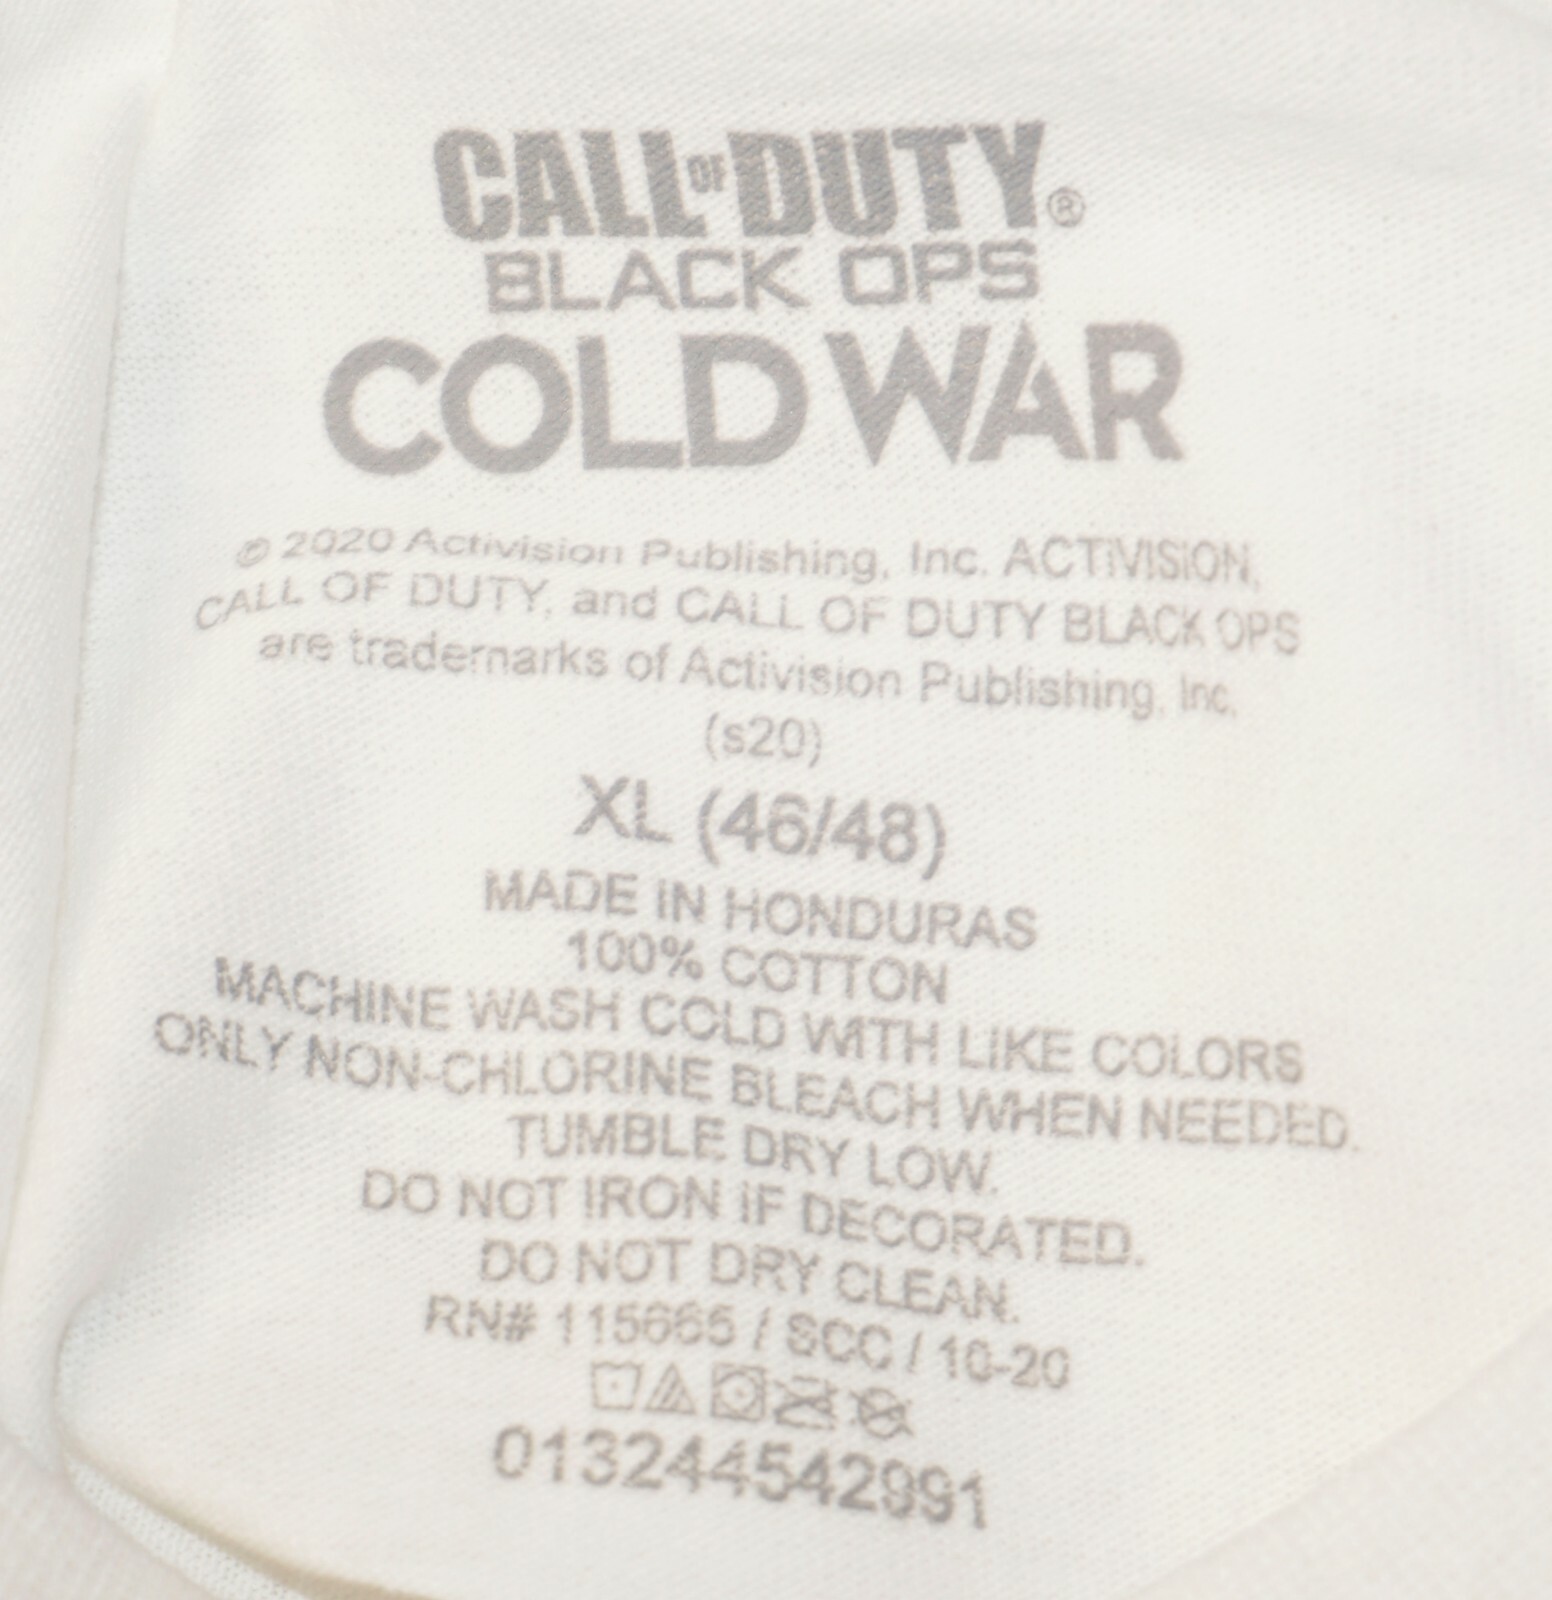 CALL OF DUTY®
BLACK OPS
COLD WAR
© 2020 Activision Publishing, Inc. ACTIVISION,
CALL OF DUTY, and CALL OF DUTY BLACK OPS
are trademarks of Activision Publishing, Inc.
(s20)
XL (46/48)
MADE IN HONDURAS
100% COTTON
MACHINE WASH COLD WITH LIKE COLORS
ONLY NON-CHLORINE BLEACH WHEN NEEDED.
TUMBLE DRY LOW.
DO NOT IRON IF DECORATED.
DO NOT DRY CLEAN.
RN# 115665 / SCC / 10-20
013244542991